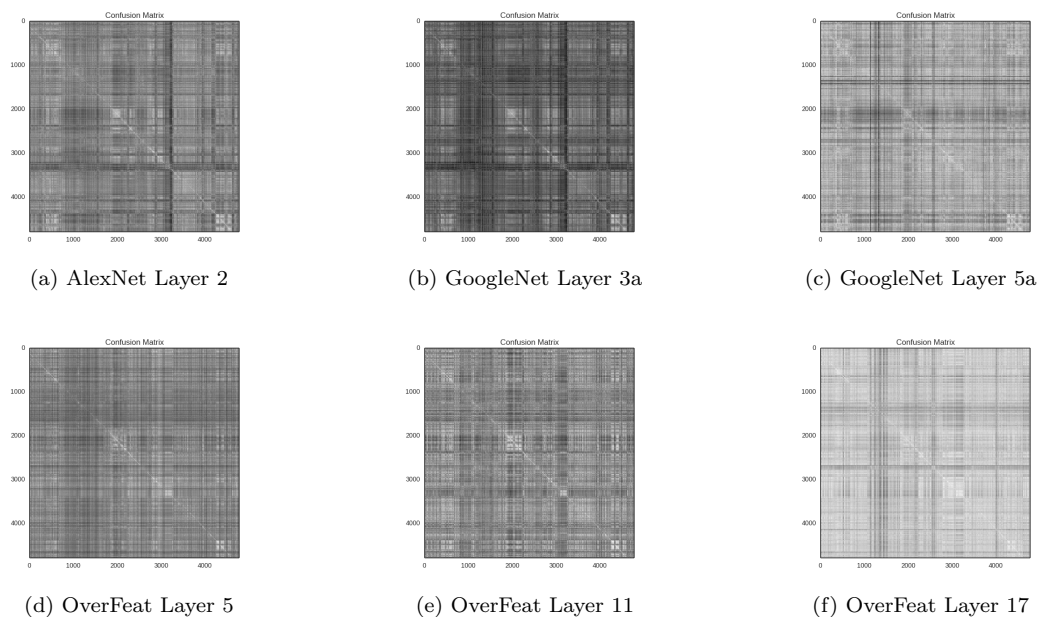 Confusion Matrix Confusion Matrix Confusion Matrix
0 0 0
1000 1000 1000
2000 2000 2000
3000 3000 3000
4000 4000 4000
0 1000 2000 3000 4000 0 1000 2000 3000 4000 0 1000 2000 3000 4000
(a) AlexNet Layer 2 (b) GoogleNet Layer 3a (c) GoogleNet Layer 5a
Confusion Matrix Confusion Matrix Confusion Matrix
0 0 0
1000 1000 1000
2000 2000 2000
3000 3000 3000
4000 4000 4000
0 1000 2000 3000 4000 0 1000 2000 3000 4000 0 1000 2000 3000 4000
(d) OverFeat Layer 5 (e) OverFeat Layer 11 (f) OverFeat Layer 17